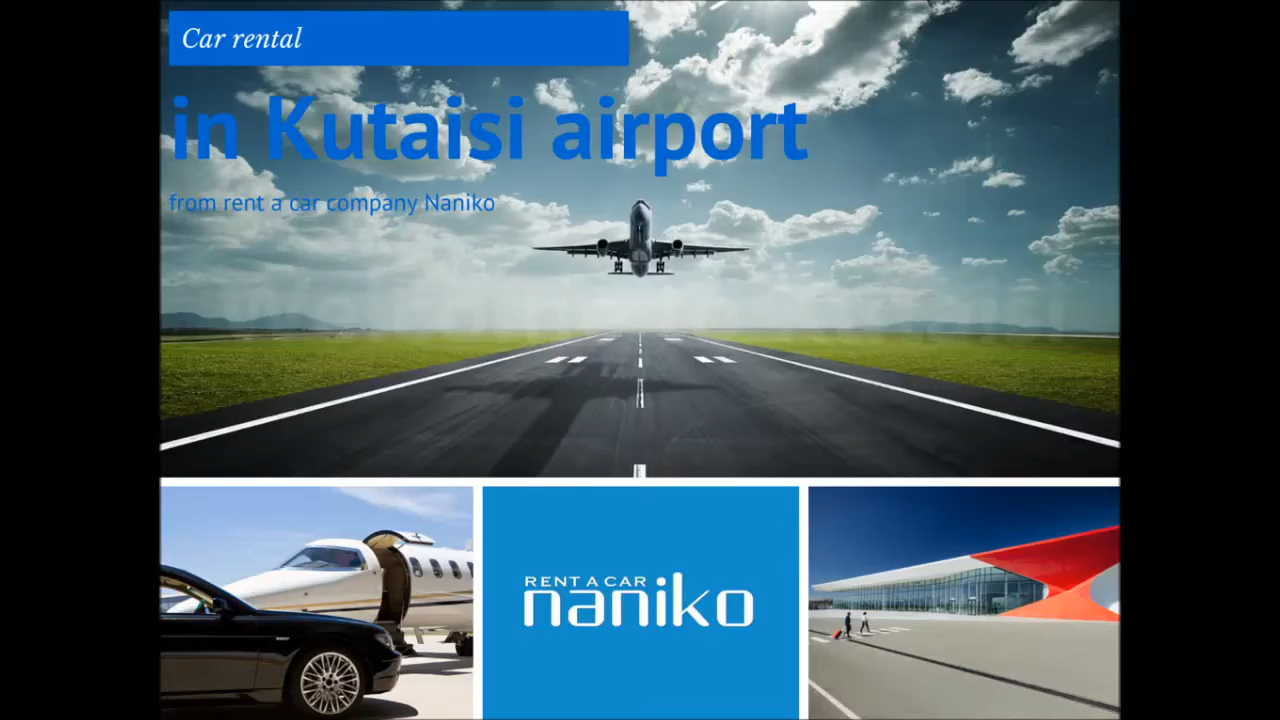 Car rental
in Kutaisi airport
from rent a car company Naniko
RENT A CAR
naniko